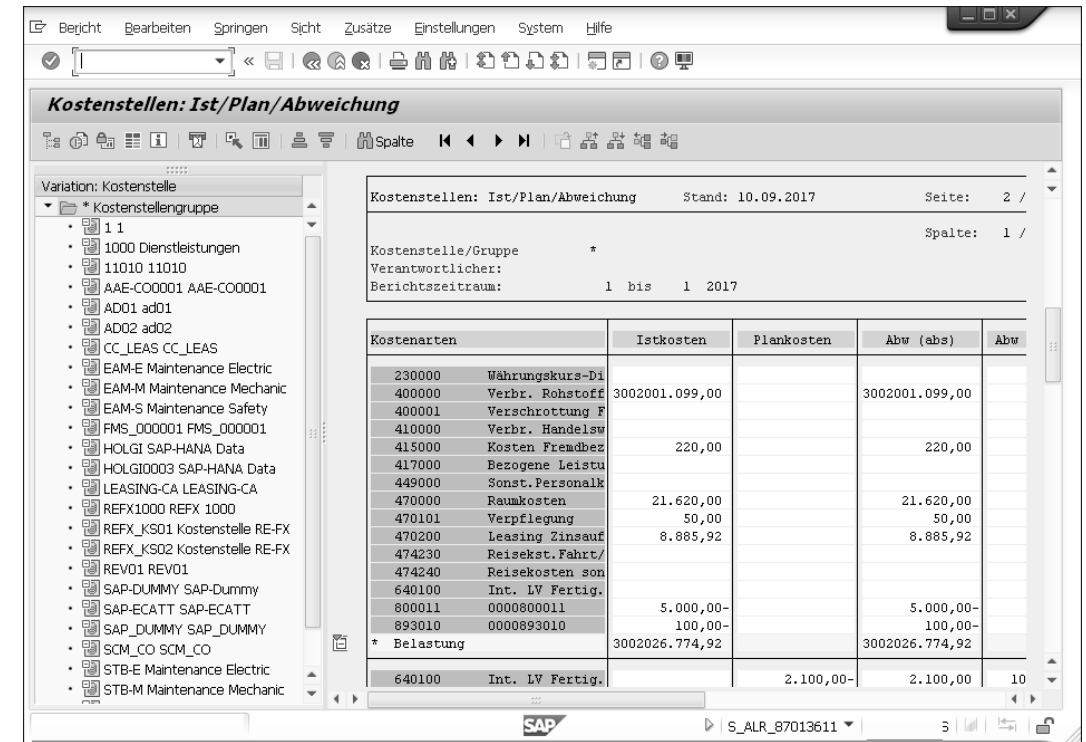 Bericht Bearbeiten Springen Sicht Zusätze Einstellungen System Hilfe
Kostenstellen: Ist/Plan/Abweichung
Spalte
Variation: Kostenstelle
* Kostenstellengruppe
1 1
1000 Dienstleistungen
11010 11010
AAE-CO0001 AAE-CO0001
AD01 ad01
AD02 ad02
CC_LEAS CC_LEAS
EAM-E Maintenance Electric
EAM-M Maintenance Mechanic
EAM-S Maintenance Safety
FMS_000001 FMS_000001
HOLGI SAP-HANA Data
HOLGI0003 SAP-HANA Data
LEASING-CA LEASING-CA
REFX1000 REFX 1000
REFX_KS01 Kostenstelle RE-FX
REFX_KS02 Kostenstelle RE-FX
REV01 REV01
SAP-DUMMY SAP-Dummy
SAP-ECATT SAP-ECATT
SAP_DUMMY SAP_DUMMY
SCM_CO SCM_CO
STB-E Maintenance Electric
STB-M Maintenance Mechanic
Kostenstellen: Ist/Plan/Abweichung Stand: 10.09.2017 Seite: 2 /
Spalte: 1 /
Kostenstelle/Gruppe *
Verantwortlicher:
Berichtszeitraum: 1 bis 1 2017
Kostenarten Istkosten Plankosten Abw (abs) Abw
230000 Währungskurs-Di
400000 Verbr. Rohstoff 3002001.099,00 3002001.099,00
400001 Verschrottung F
410000 Verbr. Handelsw
415000 Kosten Fremdbez 220,00 220,00
417000 Bezogene Leistu
449000 Sonst.Personalk
470000 Raumkosten 21.620,00 21.620,00
470101 Verpflegung 50,00 50,00
470200 Leasing Zinsauf 8.885,92 8.885,92
474230 Reisekst.Fahrt/
474240 Reisekosten son
640100 Int. LV Fertig.
800011 0000800011 5.000,00- 5.000,00-
893010 0000893010 100,00- 100,00-
* Belastung 3002026.774,92 3002026.774,92
640100 Int. LV Fertig. 2.100,00- 2.100,00 10
SAP S_ALR_87013611 S